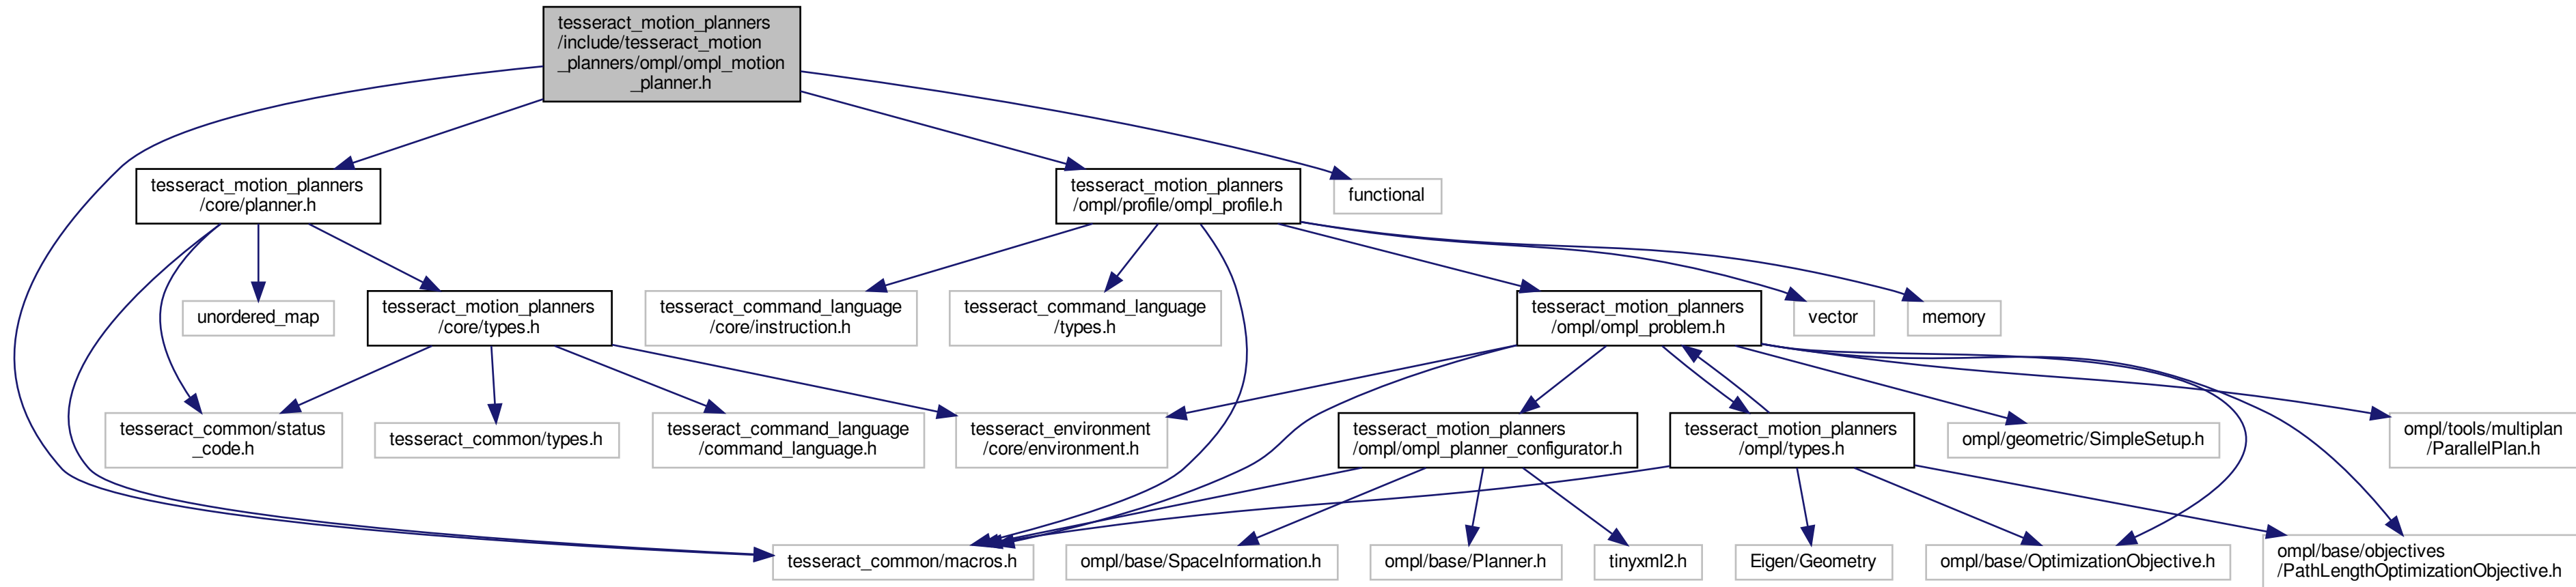 tesseract_motion_planners
/include/tesseract_motion
_planners/ompl/ompl_motion
_planner.h
tesseract_motion_planners
/core/planner.h
tesseract_motion_planners
/ompl/profile/ompl_profile.h
functional
unordered_map
tesseract_motion_planners
/core/types.h
tesseract_command_language
/core/instruction.h
tesseract_command_language
/types.h
tesseract_motion_planners
/ompl/ompl_problem.h
vector
memory
tesseract_common/status
_code.h
tesseract_common/types.h
tesseract_command_language
/command_language.h
tesseract_environment
/core/environment.h
tesseract_motion_planners
/ompl/ompl_planner_configurator.h
tesseract_motion_planners
/ompl/types.h
ompl/geometric/SimpleSetup.h
ompl/tools/multiplan
/ParallelPlan.h
tesseract_common/macros.h
ompl/base/SpaceInformation.h
ompl/base/Planner.h
tinyxml2.h
Eigen/Geometry
ompl/base/OptimizationObjective.h
ompl/base/objectives
/PathLengthOptimizationObjective.h